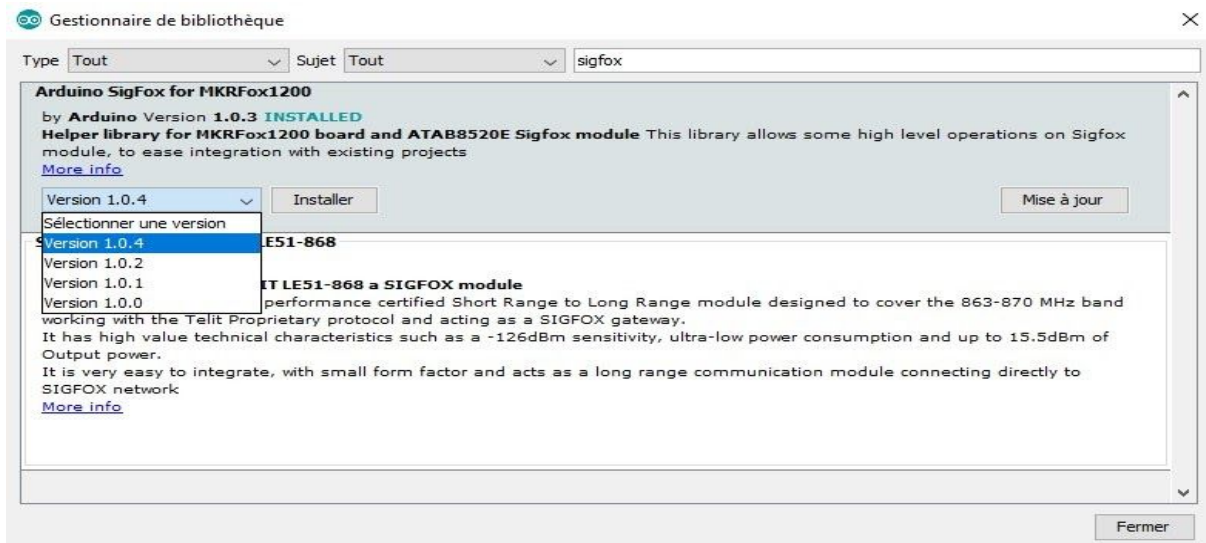 Gestionnaire de bibliothèque
Type Tout Sujet Tout sigfox
Arduino SigFox for MKRFox1200
by Arduino Version 1.0.3 INSTALLED
Helper library for MKRFox1200 board and ATAB8520E Sigfox module This library allows some high level operations on Sigfox
module, to ease integration with existing projects
More info
Version 1.0.4 Installer Mise à jour
Sélectionner une version
Version 1.0.4
Version 1.0.2
Version 1.0.1
Version 1.0.0
LE51-868
IT LE51-868 a SIGFOX module
performance certified Short Range to Long Range module designed to cover the 863-870 MHz band
working with the Telit Proprietary protocol and acting as a SIGFOX gateway.
It has high value technical characteristics such as a -126dBm sensitivity, ultra-low power consumption and up to 15.5dBm of
Output power.
It is very easy to integrate, with small form factor and acts as a long range communication module connecting directly to
SIGFOX network
More info
Fermer